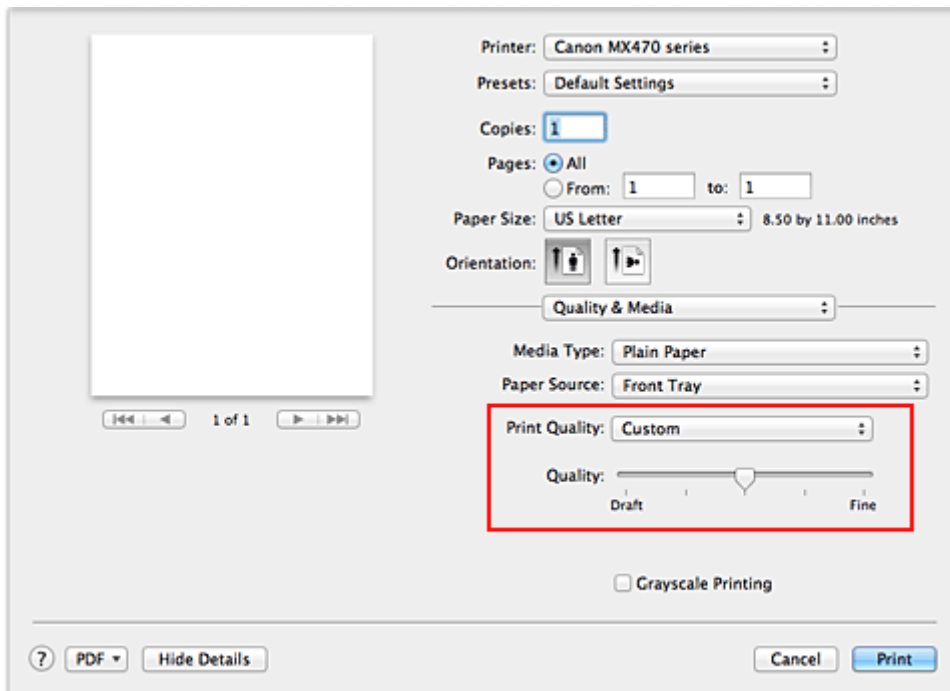 Printer: Canon MX470 series
Presets: Default Settings
Copies: 1
Pages: All
From: 1 to: 1
Paper Size: US Letter 8.50 by 11.00 inches
Orientation:
Quality & Media
Media Type: Plain Paper
Paper Source: Front Tray
1 of 1
Print Quality: Custom
Quality:
Draft Fine
Grayscale Printing
? PDF Hide Details Cancel Print